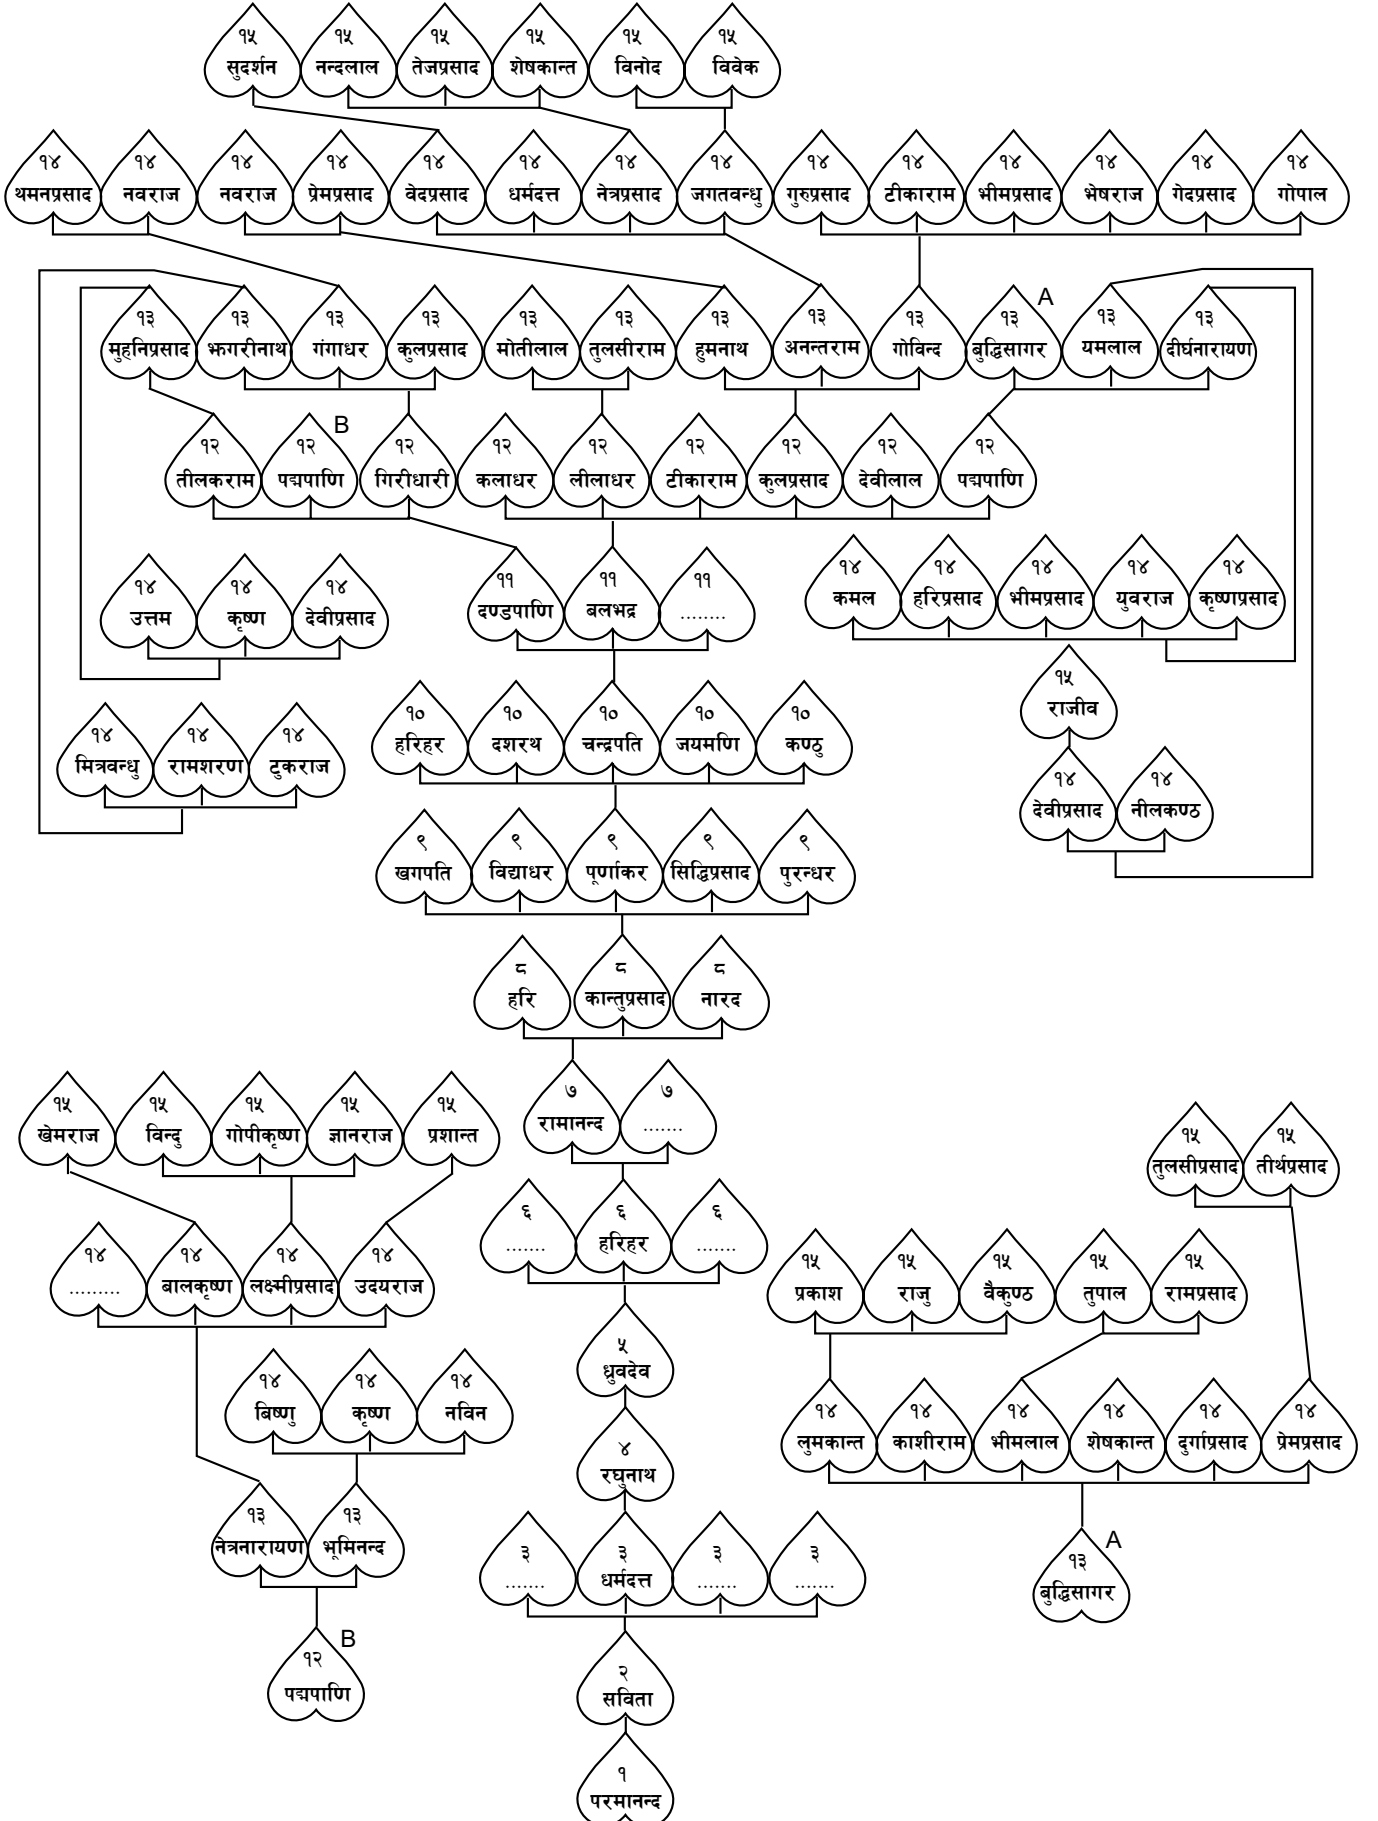 १५ १५ १५ १५ १५ १५
सुदर्शन नन्दलाल तेजप्रसाद शेषकान्त विनोद विवेक
१४ १४ १४ १४ १४ १४ १४ १४ १४ १४ १४ १४ १४ १४
थमनप्रसाद नवराज नवराज प्रेमप्रसाद वेदप्रसाद धर्मदत्त नेत्रप्रसाद जगतवन्धु गुरुप्रसाद टीकाराम भीमप्रसाद भेषराज गेदप्रसाद गोपाल
A
१३ १३ १३ १३ १३ १३ १३ १३ १३ १३ १३ १३
मुहनिप्रसाद झगरीनाथ गंगाधर कुलप्रसाद मोतीलाल तुलसीराम हुमनाथ अनन्तराम गोविन्द बुद्धिसागर यमलाल दीर्घनारायण
B
१२ १२ १२ १२ १२ १२ १२ १२ १२
तीलकराम पद्मपाणि गिरीधारी कलाधर लीलाधर टीकाराम कुलप्रसाद देवीलाल पद्मपाणि
१४ १४ १४ १४ १४
कमल हरिप्रसाद भीमप्रसाद युवराज कृष्णप्रसाद
१४ १४ १४
उत्तम कृष्ण देवीप्रसाद
११ ११ ११
दण्डपाणि बलभद्र ........
१५
राजीव
१० १० १० १० १०
हरिहर दशरथ चन्द्रपति जयमणि कण्ठु
१४ १४ १४
मित्रवन्धु रामशरण टुकराज
१४ १४
देवीप्रसाद नीलकण्ठ
९ ९ ९ ९ ९
खगपति विद्याधर पूर्णाकर सिद्धिप्रसाद पुरन्धर
८ ८ ८
हरि कान्तुप्रसाद नारद
७ ७
रामानन्द .......
१५ १५ १५ १५ १५
खेमराज विन्दु गोपीकृष्ण ज्ञानराज प्रशान्त
१५ १५
तुलसीप्रसाद तीर्थप्रसाद
६ ६ ६
....... हरिहर .......
१४ १४ १४ १४
......... बालकृष्ण लक्ष्मीप्रसाद उदयराज
१५ १५ १५ १५ १५
प्रकाश राजु वैकुण्ठ तुपाल रामप्रसाद
५
ध्रुवदेव
१४ १४ १४
बिष्णु कृष्ण नविन
१४ १४ १४ १४ १४ १४
लुमकान्त काशीराम भीमलाल शेषकान्त दुर्गाप्रसाद प्रेमप्रसाद
४
रघुनाथ
१३ १३
नेत्रनारायण भूमिनन्द
३ ३ ३ ३
....... धर्मदत्त ....... .......
A
१३
बुद्धिसागर
B
१२
पद्मपाणि
२
सविता
१
परमानन्द